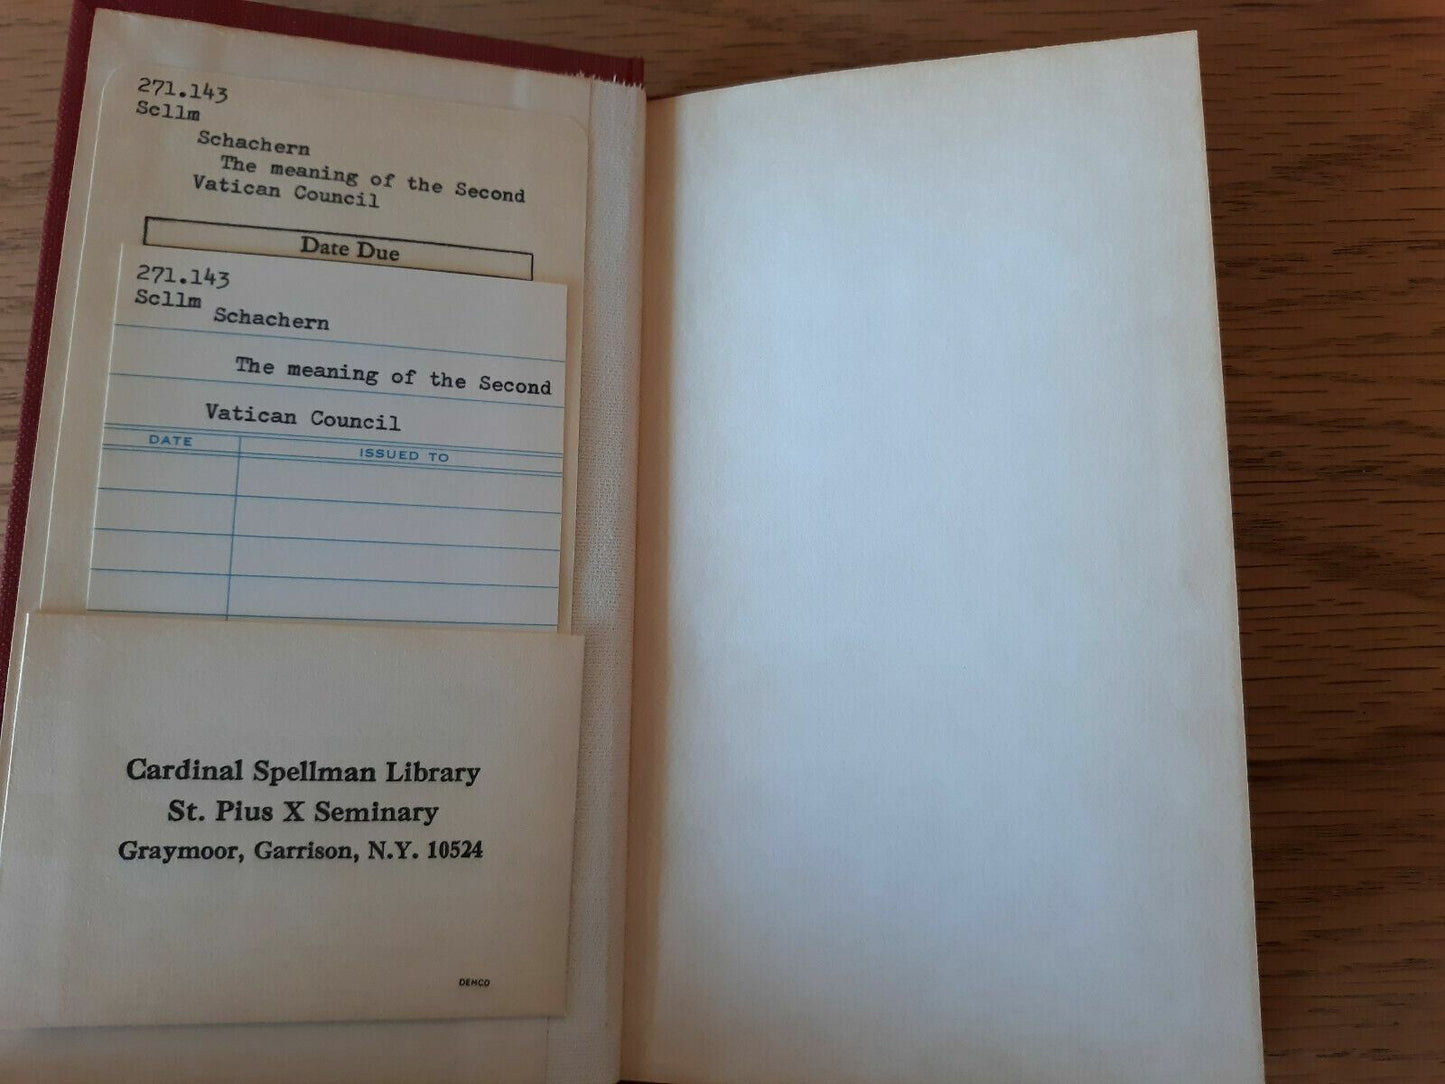 271.143
Scllm
Schachern
The meaning of the Second
Vatican Council
Date Due
271.143
Scllm
Schachern
The meaning of the Second
Vatican Council
DATE ISSUED TO
Cardinal Spellman Library
St. Pius X Seminary
Graymoor, Garrison, N.Y. 10524
DEMCO